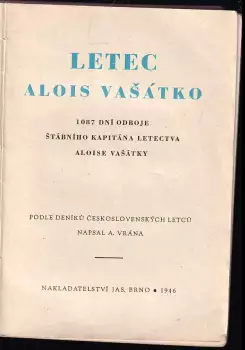 LETEC
ALOIS VAŠÁTKO
1087 DNÍ ODBOJE
ŠTÁBNÍHO KAPITÁNA LETECTVA
ALOISE VAŠÁTKY
PODLE DENÍKŮ ČESKOSLOVENSKÝCH LETCŮ
NAPSAL A. VRÁNA
NAKLADATELSTVÍ JAS, BRNO • 1946